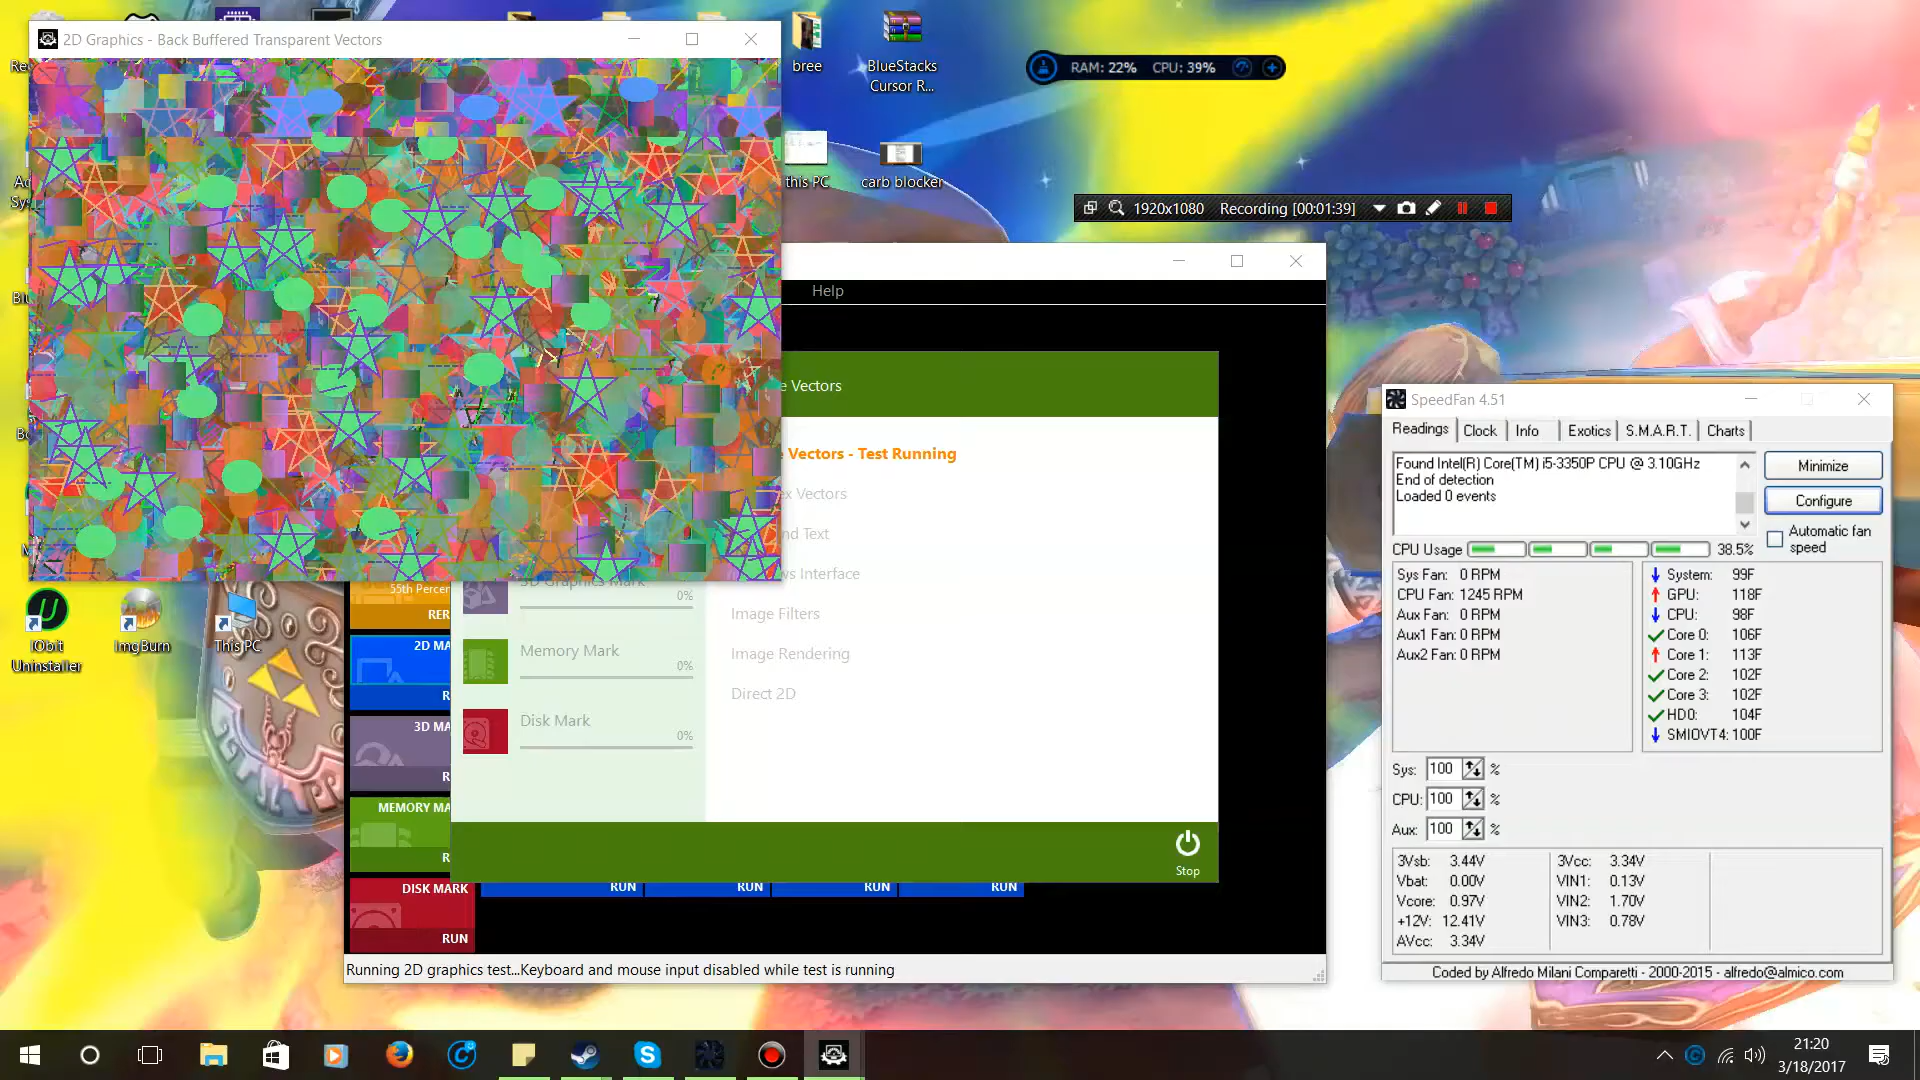 2D Graphics - Back Buffered Transparent Vectors
bree
BlueStacks
Cursor R...
RAM: 22% CPU: 39%
this PC
carb blocker
1920x1080 Recording [00:01:39]
Help
e Vectors
e Vectors - Test Running
ex Vectors
nd Text
ws Interface
Image Filters
Image Rendering
Direct 2D
3D Graphics Mark
0%
Memory Mark
0%
Disk Mark
0%
Stop
55th Percen
RER
2D MA
R
3D MA
R
MEMORY MA
R
DISK MARK
RUN
RUN
RUN
RUN
RUN
Running 2D graphics test...Keyboard and mouse input disabled while test is running
IObit
Uninstaller
ImgBurn
This PC
SpeedFan 4.51
Readings Clock Info Exotics S.M.A.R.T. Charts
Found Intel(R) Core(TM) i5-3350P CPU @ 3.10GHz
End of detection
Loaded 0 events
Minimize
Configure
Automatic fan
speed
CPU Usage 38.5%
Sys Fan: 0 RPM
CPU Fan: 1245 RPM
Aux Fan: 0 RPM
Aux1 Fan: 0 RPM
Aux2 Fan: 0 RPM
System: 99F
GPU: 118F
CPU: 98F
Core 0: 106F
Core 1: 113F
Core 2: 102F
Core 3: 102F
HD0: 104F
SMIOVT4: 100F
Sys: 100 %
CPU: 100 %
Aux: 100 %
3Vsb: 3.44V
Vbat: 0.00V
Vcore: 0.97V
+12V: 12.41V
AVcc: 3.34V
3Vcc: 3.34V
VIN1: 0.13V
VIN2: 1.70V
VIN3: 0.78V
Coded by Alfredo Milani Comparetti - 2000-2015 - alfredo@almico.com
21:20
3/18/2017